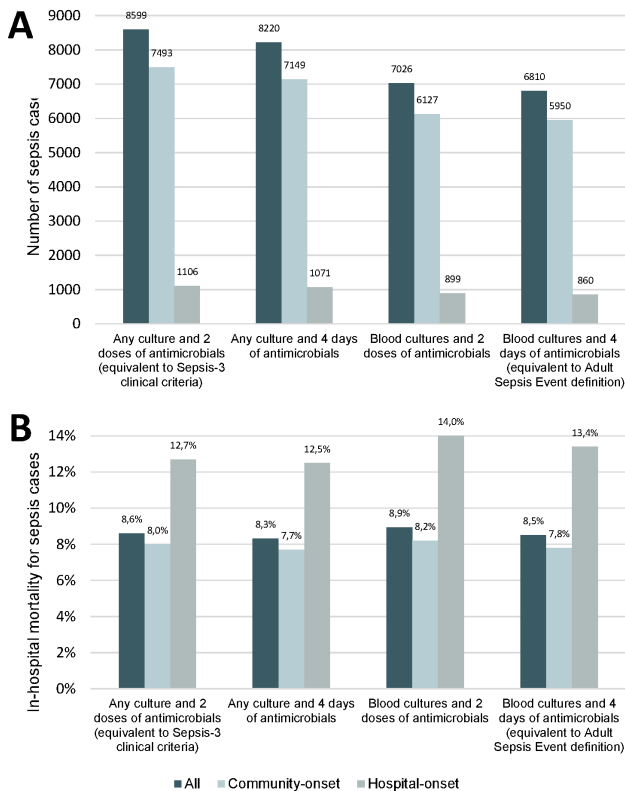 A
Number of sepsis case
9000
8000
7000
6000
5000
4000
3000
2000
1000
0
8599
7493
1106
8220
7149
1071
7026
6127
899
6810
5950
860
Any culture and 2
doses of antimicrobials
(equivalent to Sepsis-3
clinical criteria)
Any culture and 4 days
of antimicrobials
Blood cultures and 2
doses of antimicrobials
Blood cultures and 4
days of antimicrobials
(equivalent to Adult
Sepsis Event definition)
B
In-hospital mortality for sepsis cases
14%
12%
10%
8%
6%
4%
2%
0%
8,6%
8,0%
12,7%
8,3%
7,7%
12,5%
8,9%
8,2%
14,0%
8,5%
7,8%
13,4%
Any culture and 2
doses of antimicrobials
(equivalent to Sepsis-3
clinical criteria)
Any culture and 4 days
of antimicrobials
Blood cultures and 2
doses of antimicrobials
Blood cultures and 4
days of antimicrobials
(equivalent to Adult
Sepsis Event definition)
All Community-onset Hospital-onset